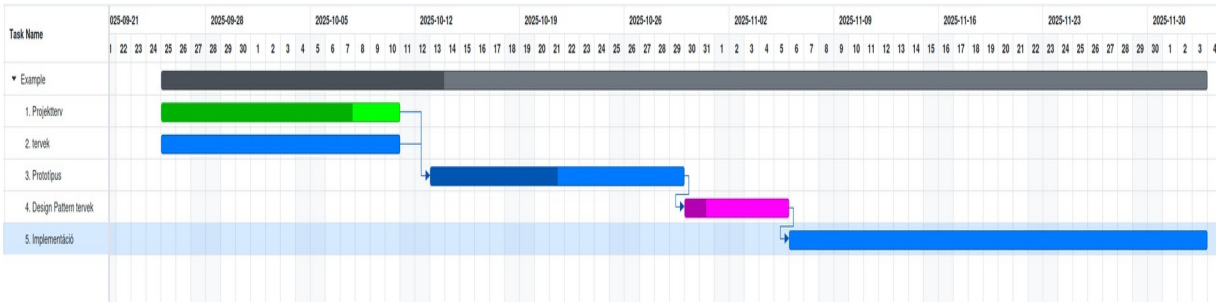 025-09-21 2025-09-28 2025-10-05 2025-10-12 2025-10-19 2025-10-26 2025-11-02 2025-11-09 2025-11-16 2025-11-23 2025-11-30
Task Name
22 23 24 25 26 27 28 29 30 1 2 3 4 5 6 7 8 9 10 11 12 13 14 15 16 17 18 19 20 21 22 23 24 25 26 27 28 29 30 31 1 2 3 4 5 6 7 8 9 10 11 12 13 14 15 16 17 18 19 20 21 22 23 24 25 26 27 28 29 30 1 2 3 4
Example
1. Projektterv
2. tervek
3. Prototípus
4. Design Pattern tervek
5. Implementáció